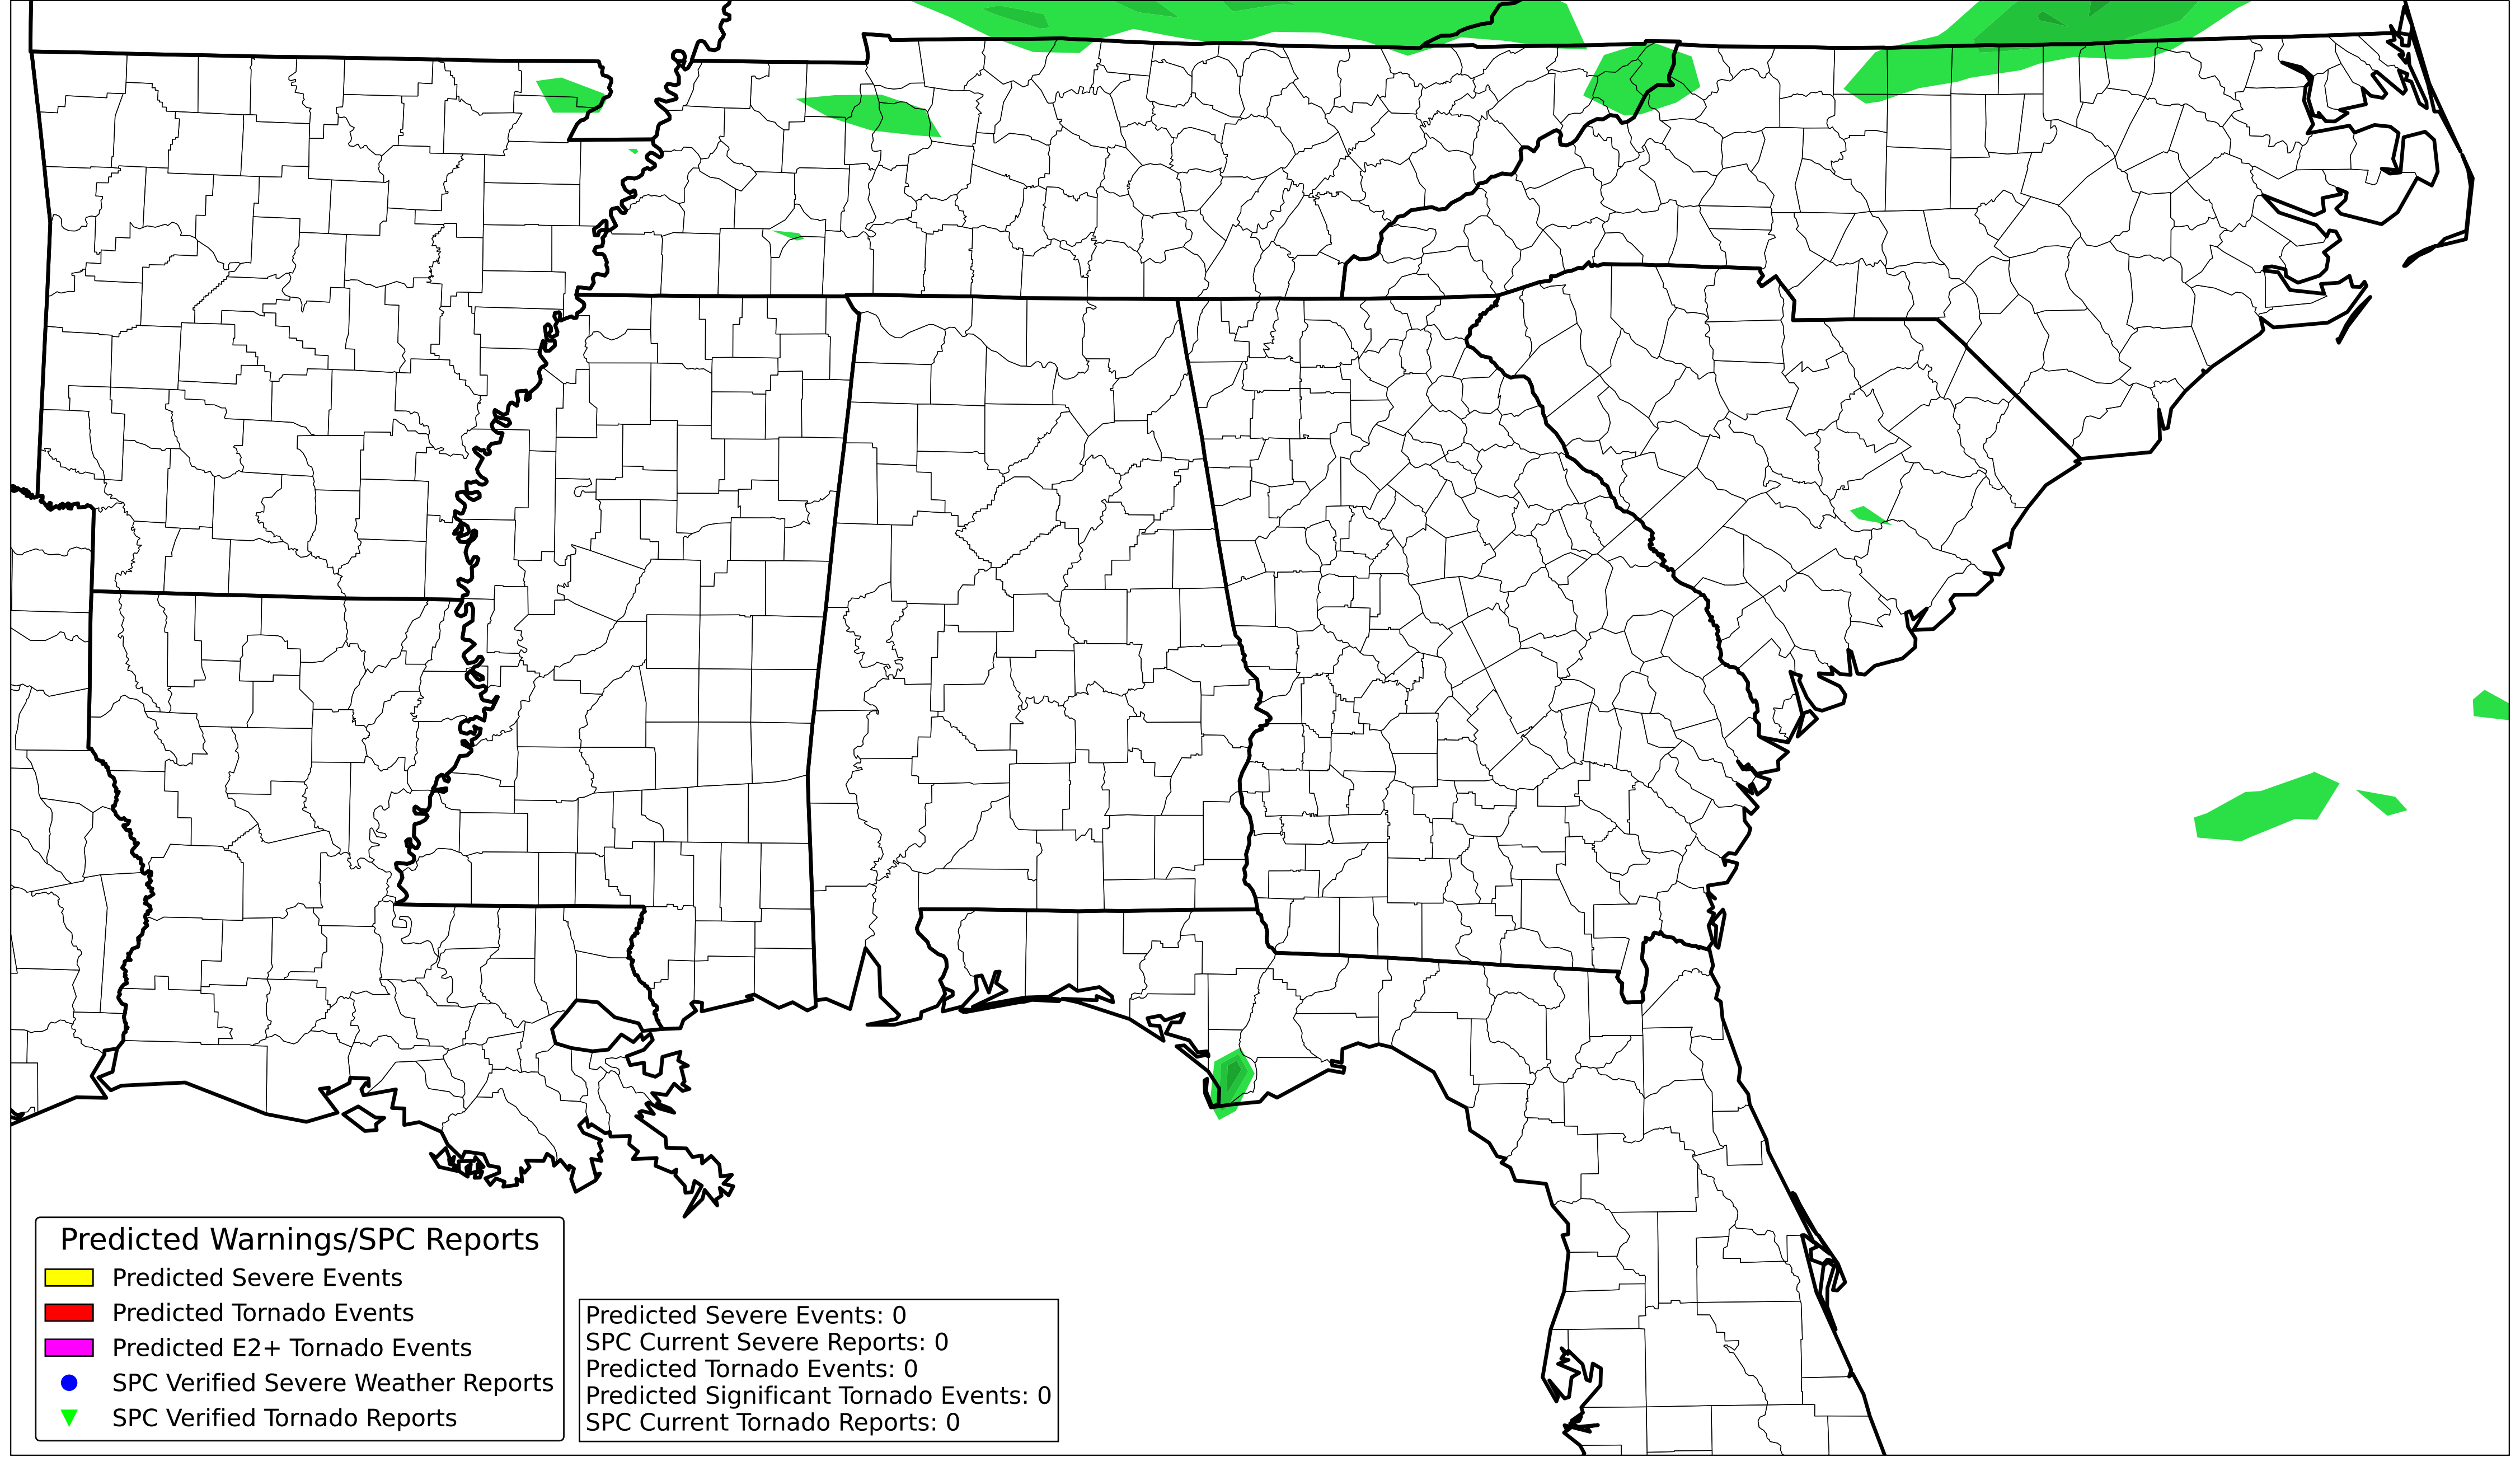 Predicted Warnings/SPC Reports
Predicted Severe Events
Predicted Tornado Events
Predicted E2+ Tornado Events
SPC Verified Severe Weather Reports
SPC Verified Tornado Reports
Predicted Severe Events: 0
SPC Current Severe Reports: 0
Predicted Tornado Events: 0
Predicted Significant Tornado Events: 0
SPC Current Tornado Reports: 0